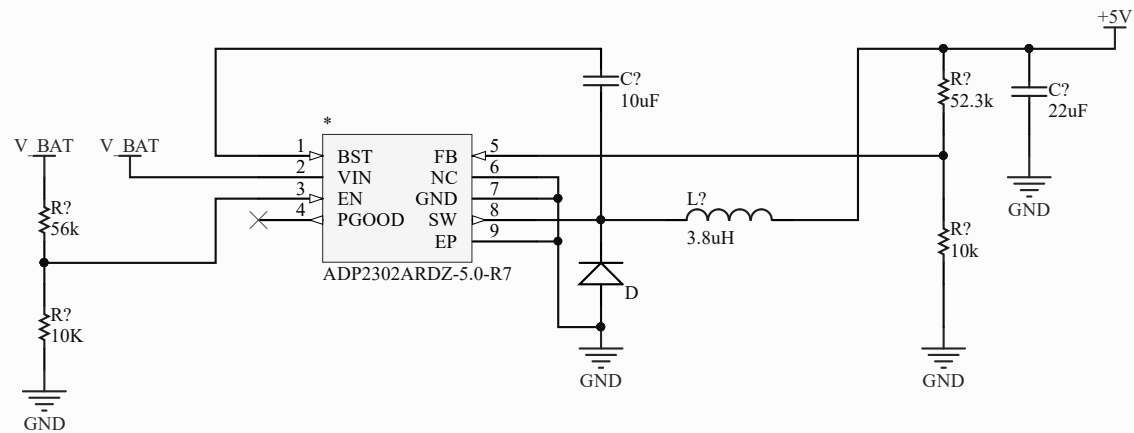 +5V
C?
10uF
R?
52.3k
C?
22uF
*
V_BAT
V_BAT
1
BST
FB
5
2
VIN
NC
6
3
EN
GND
7
4
PGOOD
SW
8
EP
9
ADP2302ARDZ-5.0-R7
R?
56k
L?
3.8uH
GND
R?
10k
D
R?
10K
GND
GND
GND